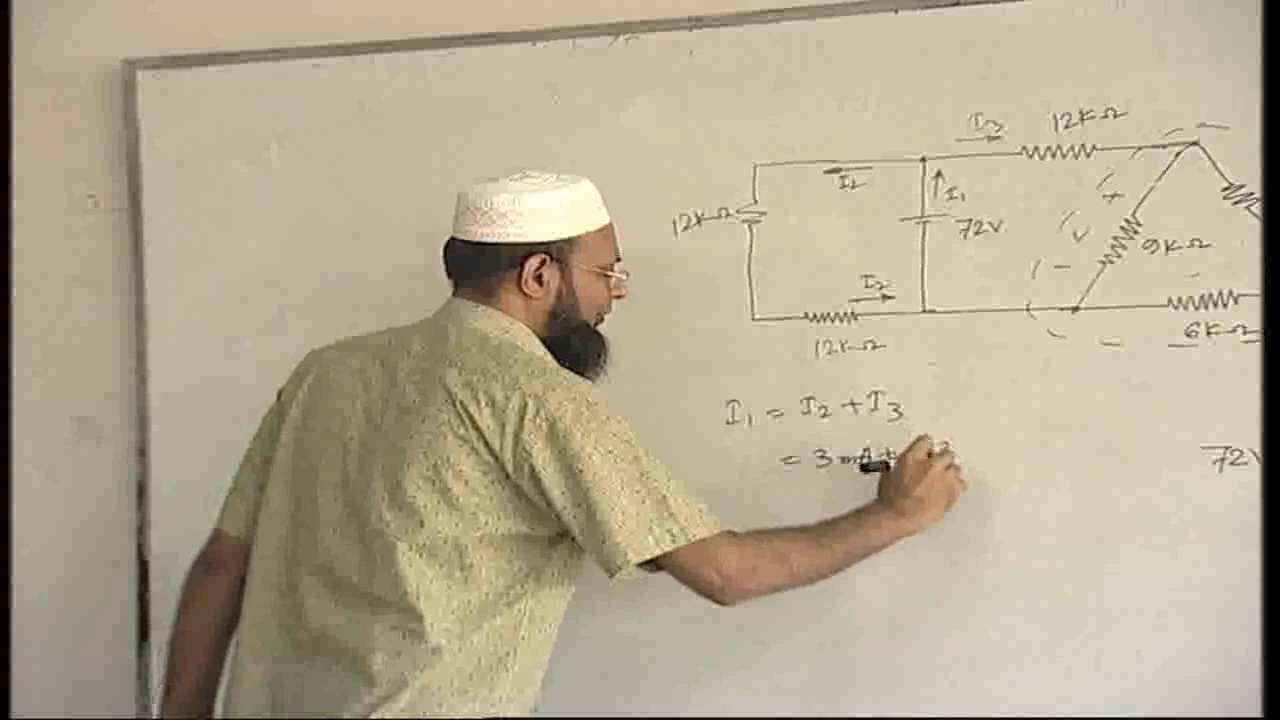 I3 12KΩ
I2 I1
12KΩ 72V
+
V 9KΩ
-
I2
12KΩ 6KΩ
I1 = I2 + I3
= 3mA +
72V